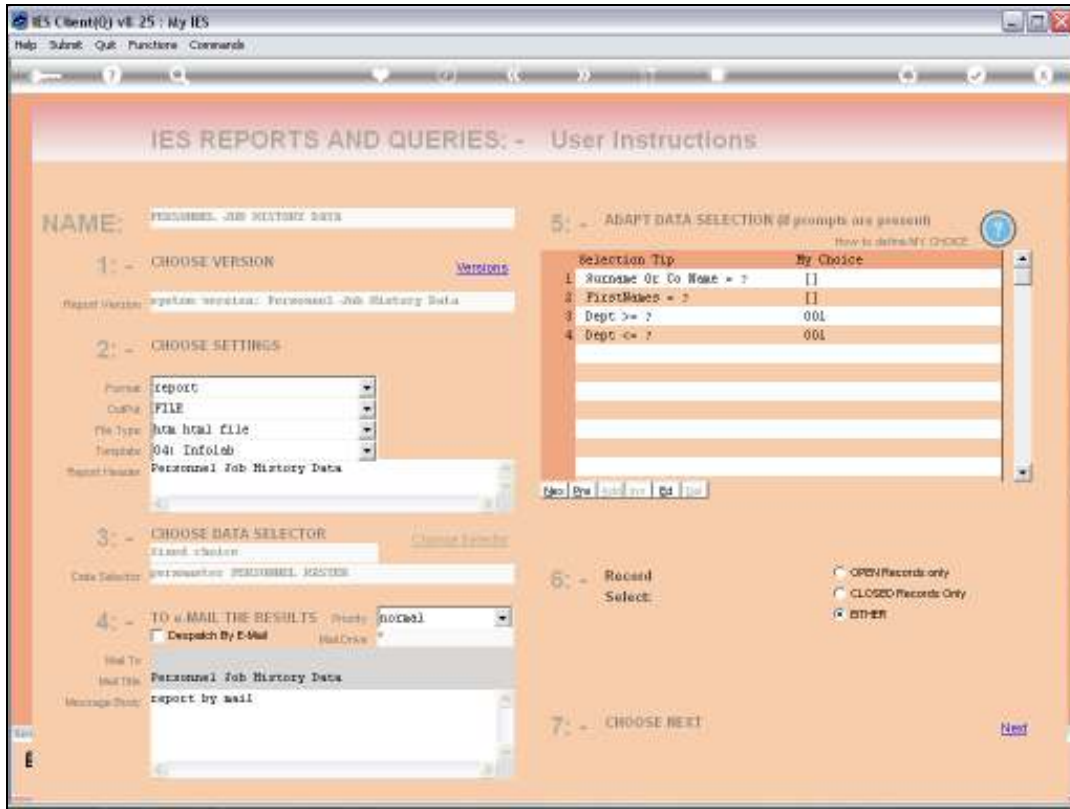 IES Client(Q) v8.25 : My IES
Help Submit Quit Functions Commands
IES REPORTS AND QUERIES: - User Instructions
NAME: PERSONNEL JOB HISTORY DATA
1: - CHOOSE VERSION Versions
Report Version system version: Personnel Job History Data
2: - CHOOSE SETTINGS
Format report
OutPut FILE
File Type htm html file
Template 04: Infolab
Report Header Personnel Job History Data
3: - CHOOSE DATA SELECTOR Change Selector
fixed choice
Data Selector persmaster PERSONNEL MASTER
4: - TO e.MAIL THE RESULTS Priority normal
Despatch By E-Mail Mail Drive *
Mail To
Mail Title Personnel Job History Data
Message Body report by mail
5: - ADAPT DATA SELECTION (if prompts are present)
How to define MY CHOICE ?
Selection Tip My Choice
1 Surname Or Co Name = ? []
2 FirstNames = ? []
3 Dept >= ? 001
4 Dept <= ? 001
Nex Pre Add Inz Ed Del
6: - Record Select: OPEN Records only
CLOSED Records Only
EITHER
7: - CHOOSE NEXT Next